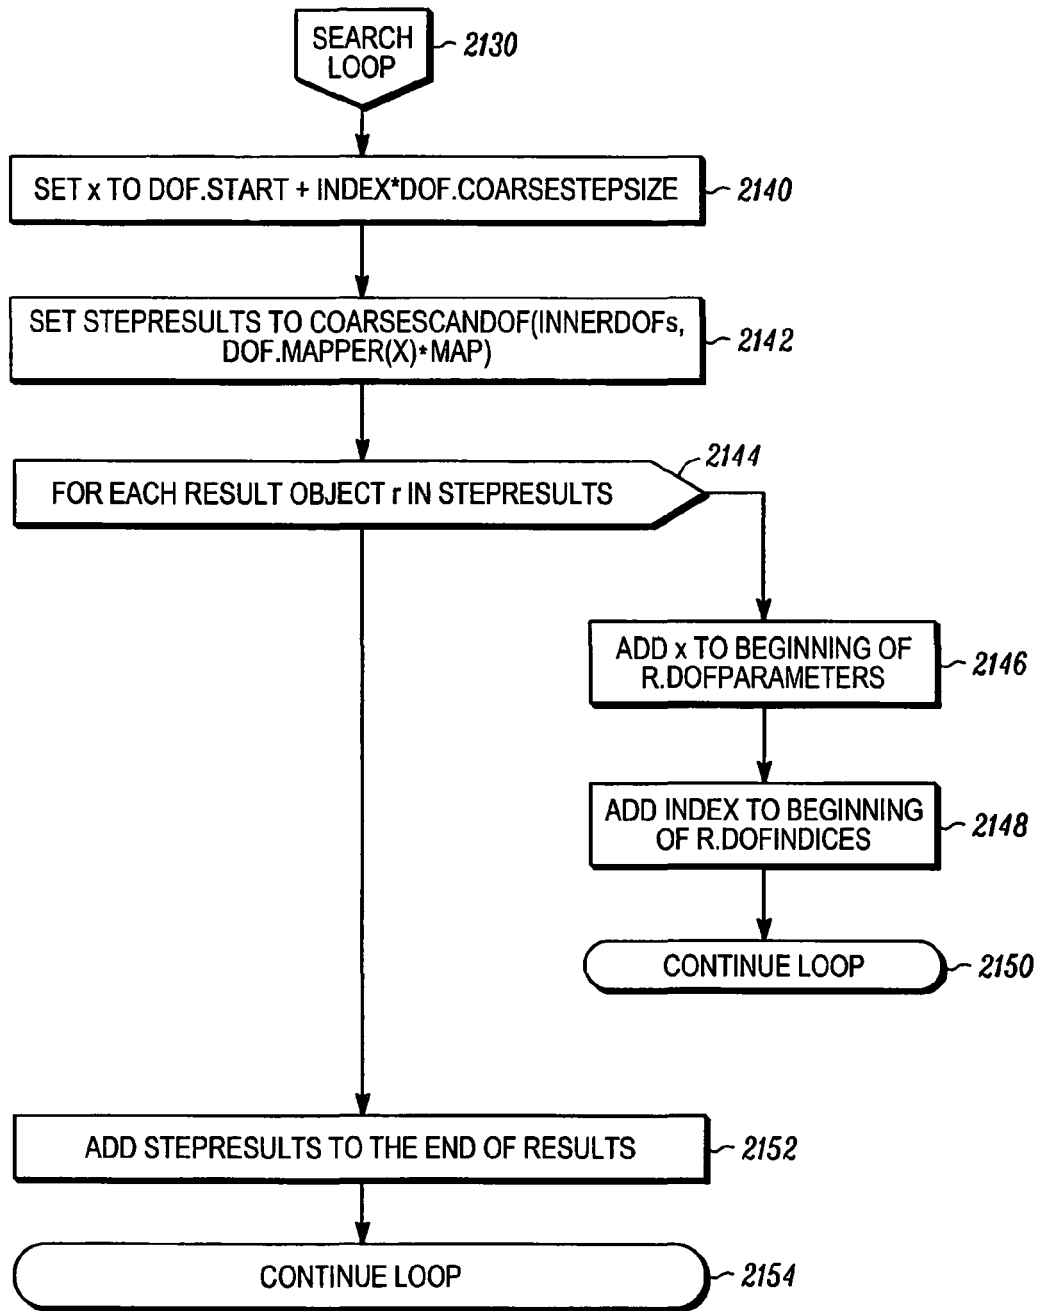 SEARCH
LOOP
2130
SET x TO DOF.START + INDEX*DOF.COARSESTEPSIZE
2140
SET STEPRESULTS TO COARSESCANDOF(INNERDOFs,
DOF.MAPPER(X)*MAP)
2142
FOR EACH RESULT OBJECT r IN STEPRESULTS
2144
ADD x TO BEGINNING OF
R.DOFPARAMETERS
2146
ADD INDEX TO BEGINNING
OF R.DOFINDICES
2148
CONTINUE LOOP
2150
ADD STEPRESULTS TO THE END OF RESULTS
2152
CONTINUE LOOP
2154